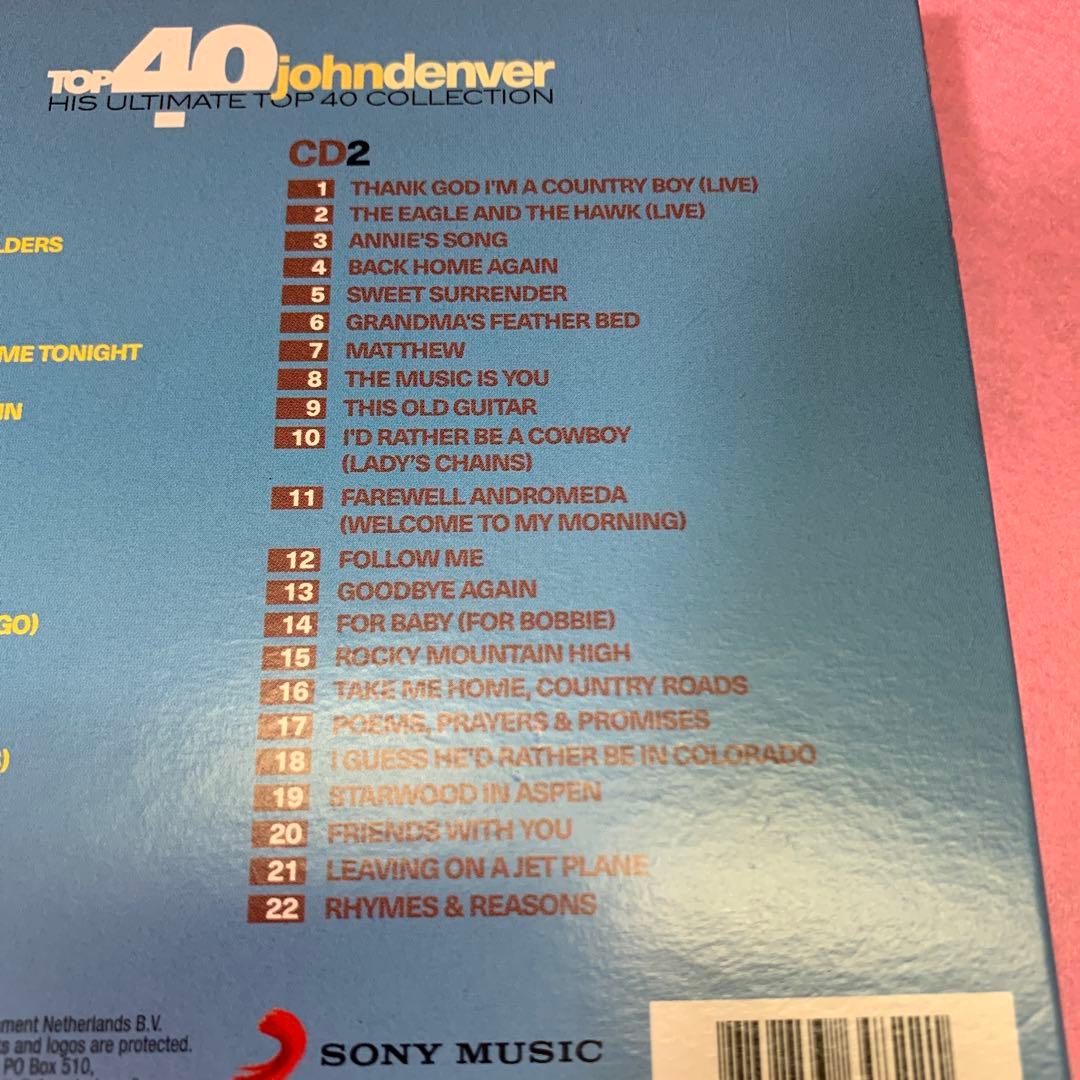 TOP 40 johndenver
HIS ULTIMATE TOP 40 COLLECTION
LDERS
ME TONIGHT
IN
GO)
)
CD2
1 THANK GOD I'M A COUNTRY BOY (LIVE)
2 THE EAGLE AND THE HAWK (LIVE)
3 ANNIE'S SONG
4 BACK HOME AGAIN
5 SWEET SURRENDER
6 GRANDMA'S FEATHER BED
7 MATTHEW
8 THE MUSIC IS YOU
9 THIS OLD GUITAR
10 I'D RATHER BE A COWBOY
(LADY'S CHAINS)
11 FAREWELL ANDROMEDA
(WELCOME TO MY MORNING)
12 FOLLOW ME
13 GOODBYE AGAIN
14 FOR BABY (FOR BOBBIE)
15 ROCKY MOUNTAIN HIGH
16 TAKE ME HOME, COUNTRY ROADS
17 POEMS, PRAYERS & PROMISES
18 I GUESS HE'D RATHER BE IN COLORADO
19 STARWOOD IN ASPEN
20 FRIENDS WITH YOU
21 LEAVING ON A JET PLANE
22 RHYMES & REASONS
ment Netherlands B.V.
s and logos are protected.
PO Box 510,
SONY MUSIC